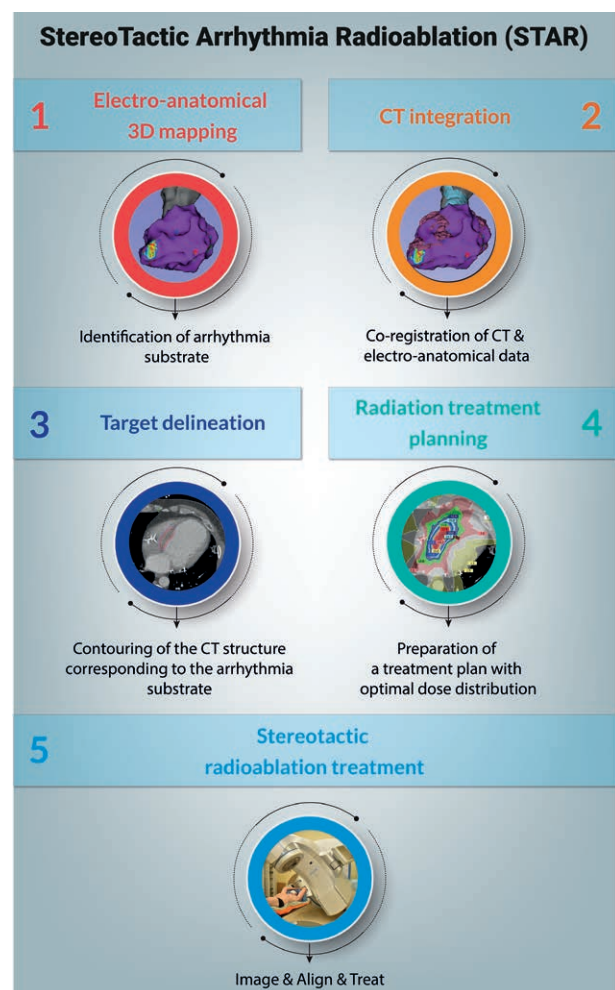 StereoTactic Arrhythmia Radioablation (STAR)
1
Electro-anatomical
3D mapping
CT integration
2
Identification of arrhythmia
substrate
Co-registration of CT &
electro-anatomical data
3
Target delineation
Radiation treatment
planning
4
Contouring of the CT structure
corresponding to the arrhythmia
substrate
Preparation of
a treatment plan with
optimal dose distribution
5
Stereotactic
radioablation treatment
Image & Align & Treat